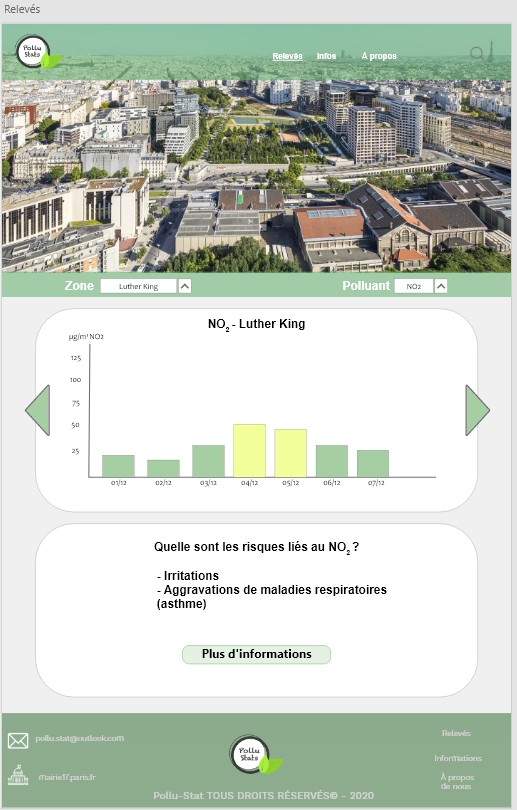 Relevés
Pollu
Stats
Relevés Infos À propos
Zone Luther King Polluant NO2
NO2 - Luther King
µg/m³ NO2
125
100
75
50
25
01/12 02/12 03/12 04/12 05/12 06/12 07/12
Quelle sont les risques liés au NO2 ?
- Irritations
- Aggravations de maladies respiratoires
(asthme)
Plus d'informations
pollu.stat@outlook.com
mairie17.paris.fr
Pollu
Stats
Pollu-Stat TOUS DROITS RÉSERVÉS© - 2020
Relevés
Informations
À propos
de nous